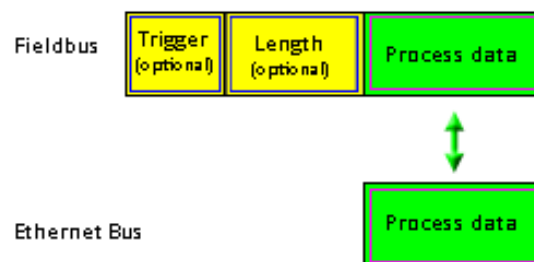 Fieldbus
Trigger
(optional)
Length
(optional)
Process data
Ethernet Bus
Process data